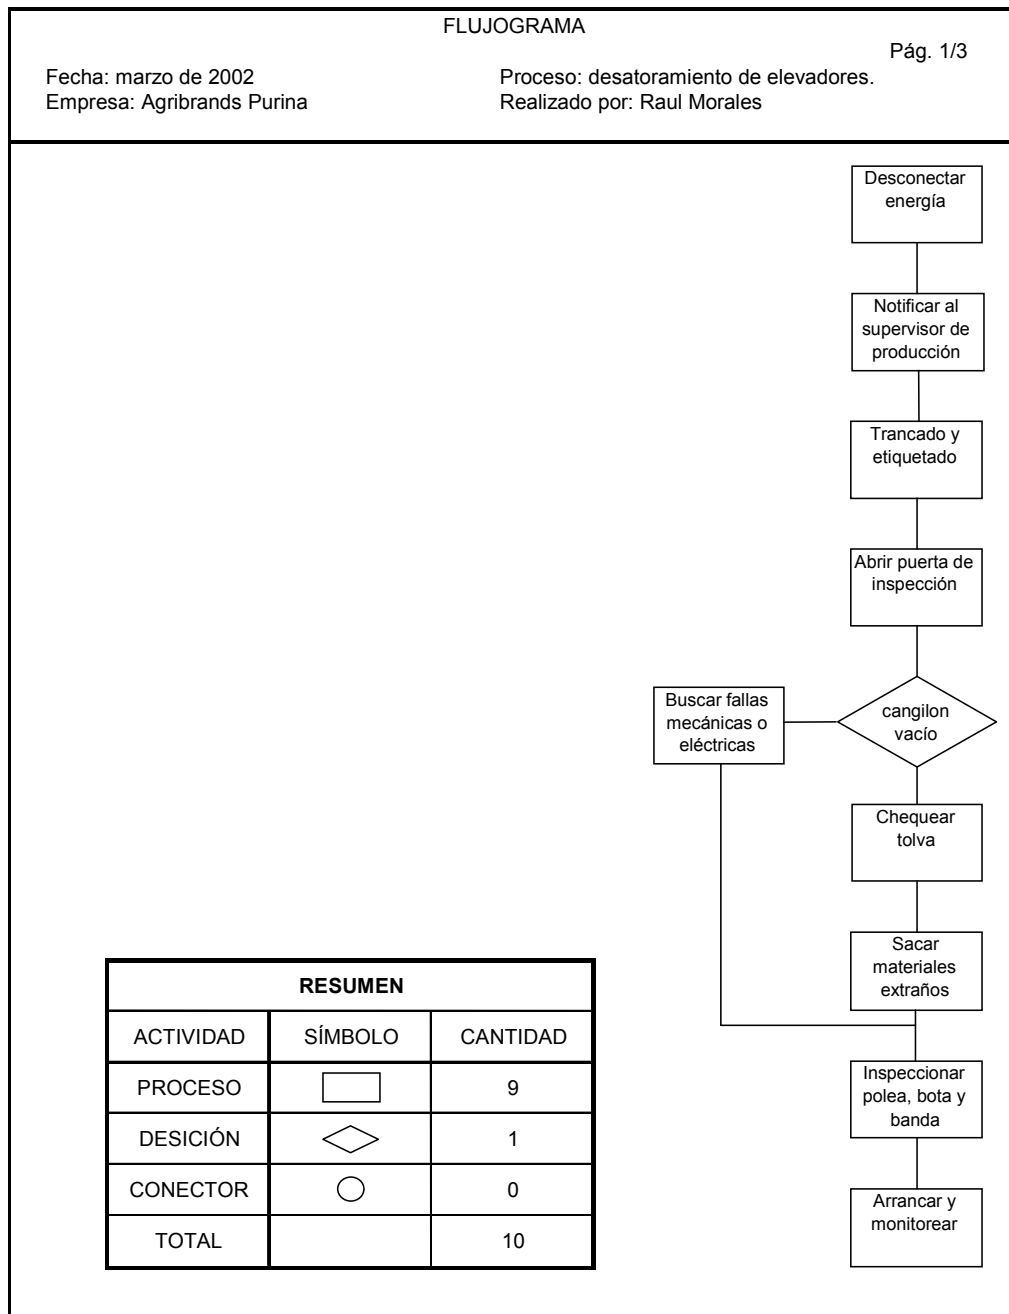 FLUJOGRAMA
Pág. 1/3
Fecha: marzo de 2002
Proceso: desatoramiento de elevadores.
Empresa: Agribrands Purina
Realizado por: Raul Morales
Desconectar
energía
Notificar al
supervisor de
producción
Trancado y
etiquetado
Abrir puerta de
inspección
cangilon
vacío
Buscar fallas
mecánicas o
eléctricas
Chequear
tolva
Sacar
materiales
extraños
Inspeccionar
polea, bota y
banda
Arrancar y
monitorear
RESUMEN
ACTIVIDAD SÍMBOLO CANTIDAD
PROCESO 9
DESICIÓN 1
CONECTOR 0
TOTAL 10